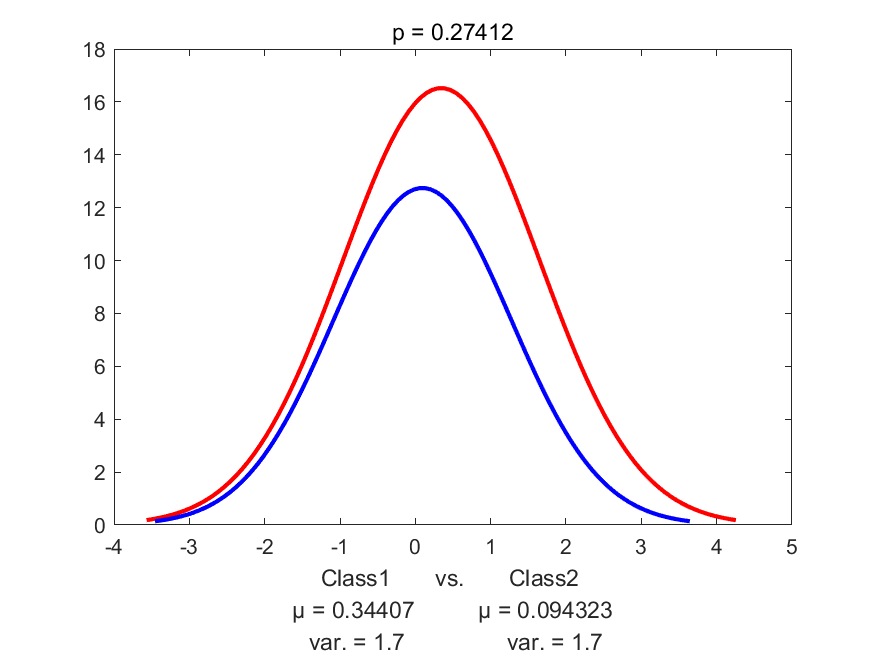 p = 0.27412
18
16
14
12
10
8
6
4
2
0
-4 -3 -2 -1 0 1 2 3 4 5
Class1 vs. Class2
μ = 0.34407 μ = 0.094323
var. = 1.7 var. = 1.7